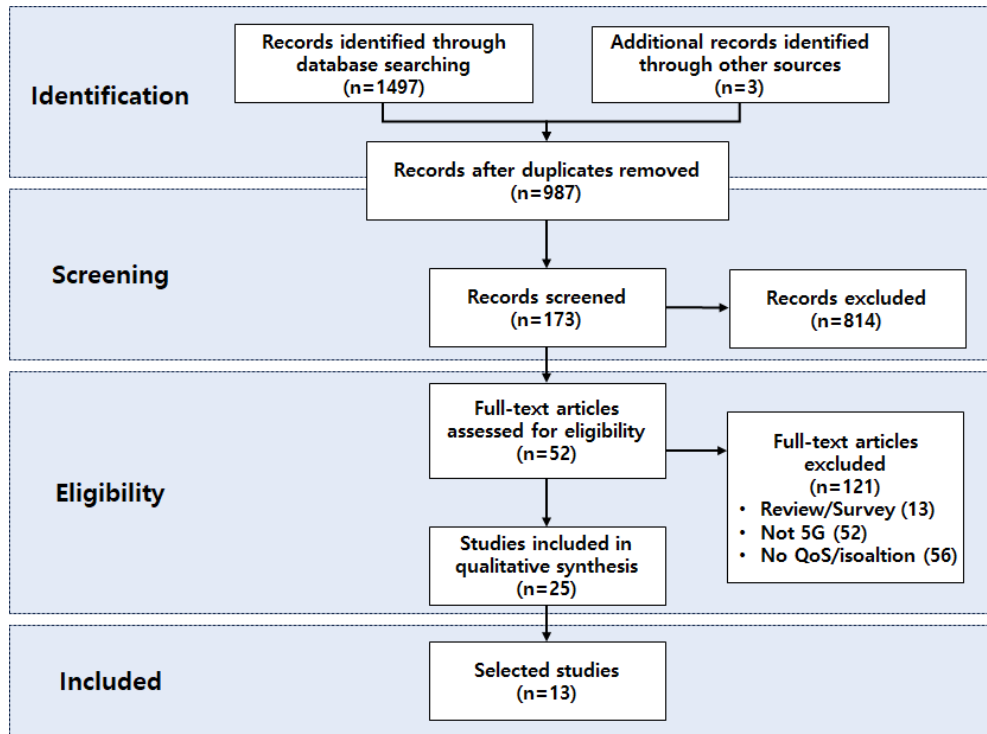 Identification
Records identified through
database searching
(n=1497)
Additional records identified
through other sources
(n=3)
Records after duplicates removed
(n=987)
Screening
Records screened
(n=173)
Records excluded
(n=814)
Eligibility
Full-text articles
assessed for eligibility
(n=52)
Full-text articles
excluded
(n=121)
• Review/Survey (13)
• Not 5G (52)
• No QoS/isoaltion (56)
Studies included in
qualitative synthesis
(n=25)
Included
Selected studies
(n=13)